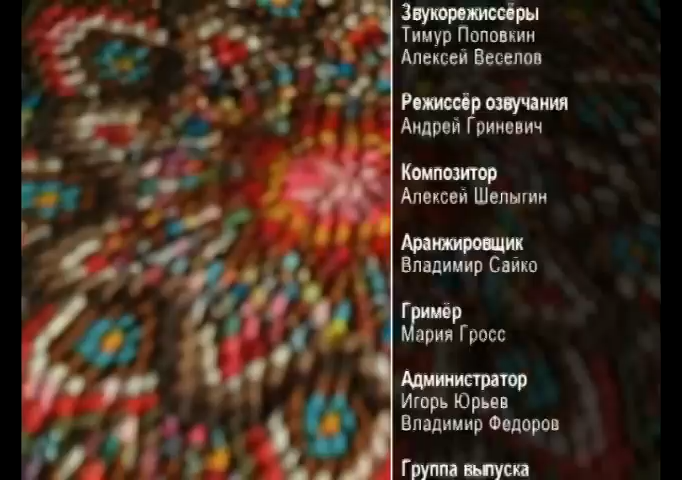 Звукорежиссёры
Тимур Поповкин
Алексей Веселов
Режиссёр озвучания
Андрей Гриневич
Композитор
Алексей Шелыгин
Аранжировщик
Владимир Сайко
Гримёр
Мария Гросс
Администратор
Игорь Юрьев
Владимир Федоров
Группа выпуска